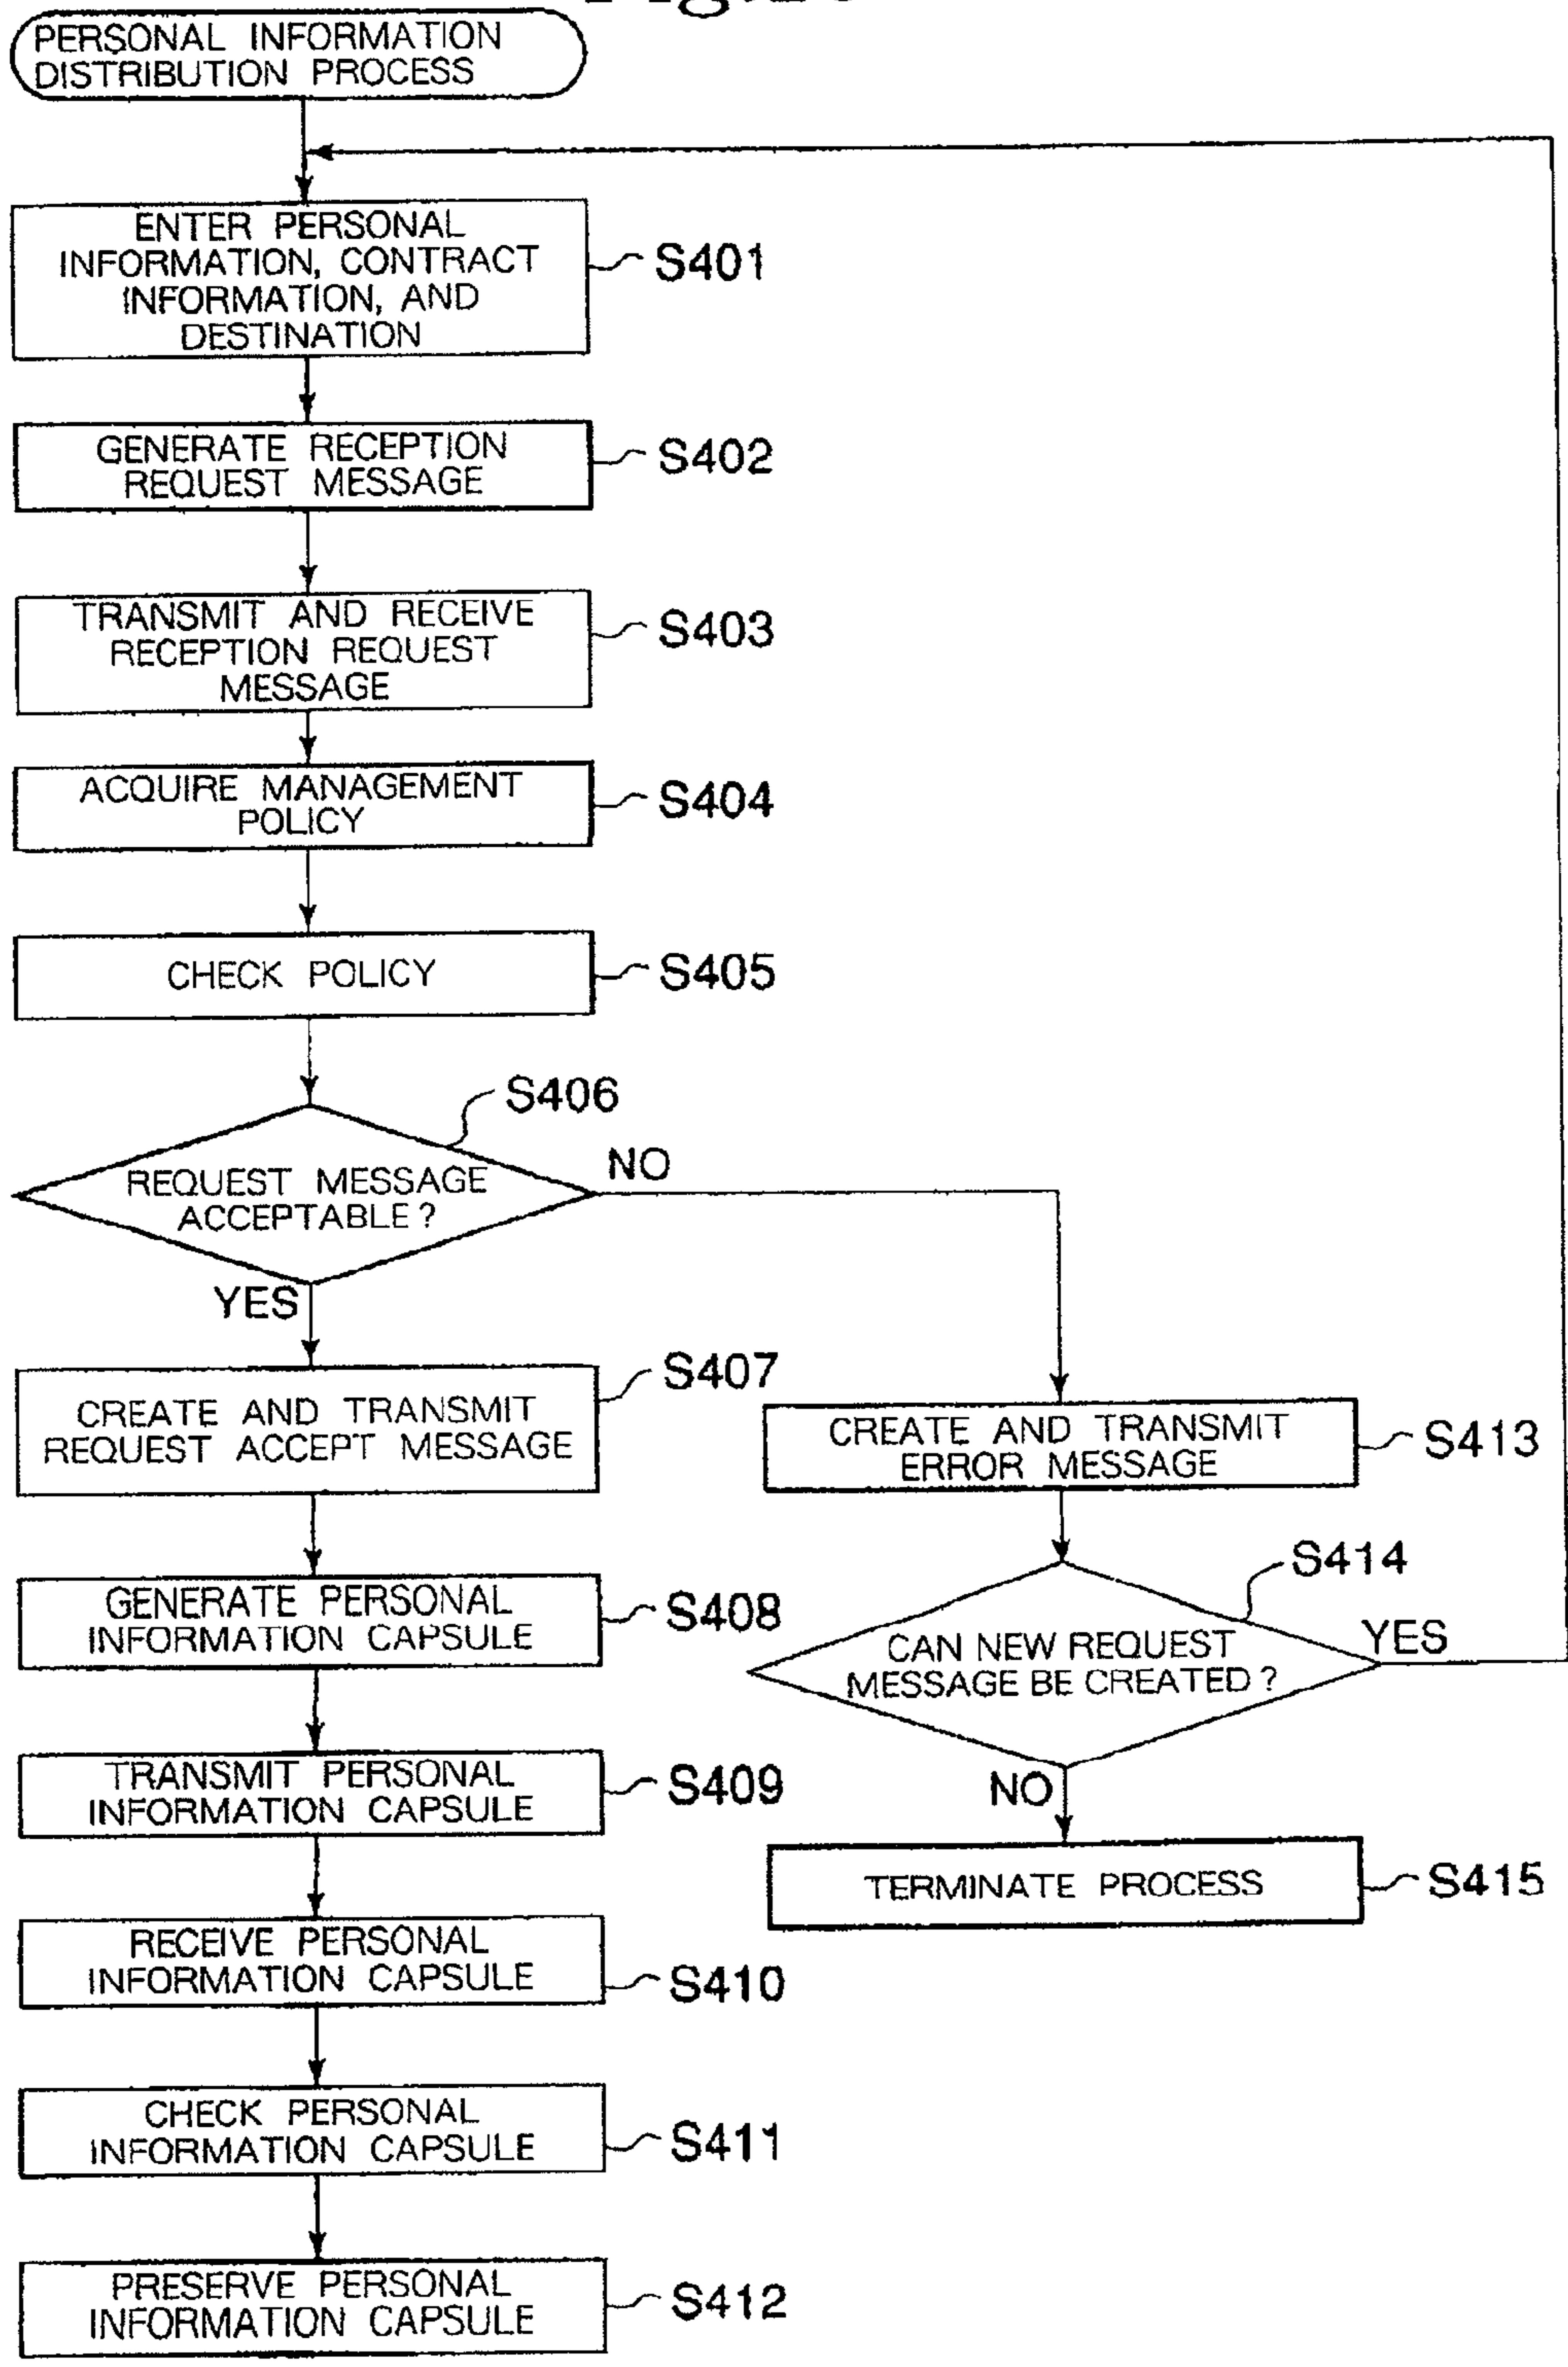 PERSONAL INFORMATION
DISTRIBUTION PROCESS
ENTER PERSONAL
INFORMATION, CONTRACT
INFORMATION, AND
DESTINATION
S401
GENERATE RECEPTION
REQUEST MESSAGE
S402
TRANSMIT AND RECEIVE
RECEPTION REQUEST
MESSAGE
S403
ACQUIRE MANAGEMENT
POLICY
S404
CHECK POLICY
S405
S406
REQUEST MESSAGE
ACCEPTABLE?
NO
YES
CREATE AND TRANSMIT
REQUEST ACCEPT MESSAGE
S407
CREATE AND TRANSMIT
ERROR MESSAGE
S413
GENERATE PERSONAL
INFORMATION CAPSULE
S408
S414
CAN NEW REQUEST
MESSAGE BE CREATED?
YES
NO
TRANSMIT PERSONAL
INFORMATION CAPSULE
S409
TERMINATE PROCESS
S415
RECEIVE PERSONAL
INFORMATION CAPSULE
S410
CHECK PERSONAL
INFORMATION CAPSULE
S411
PRESERVE PERSONAL
INFORMATION CAPSULE
S412